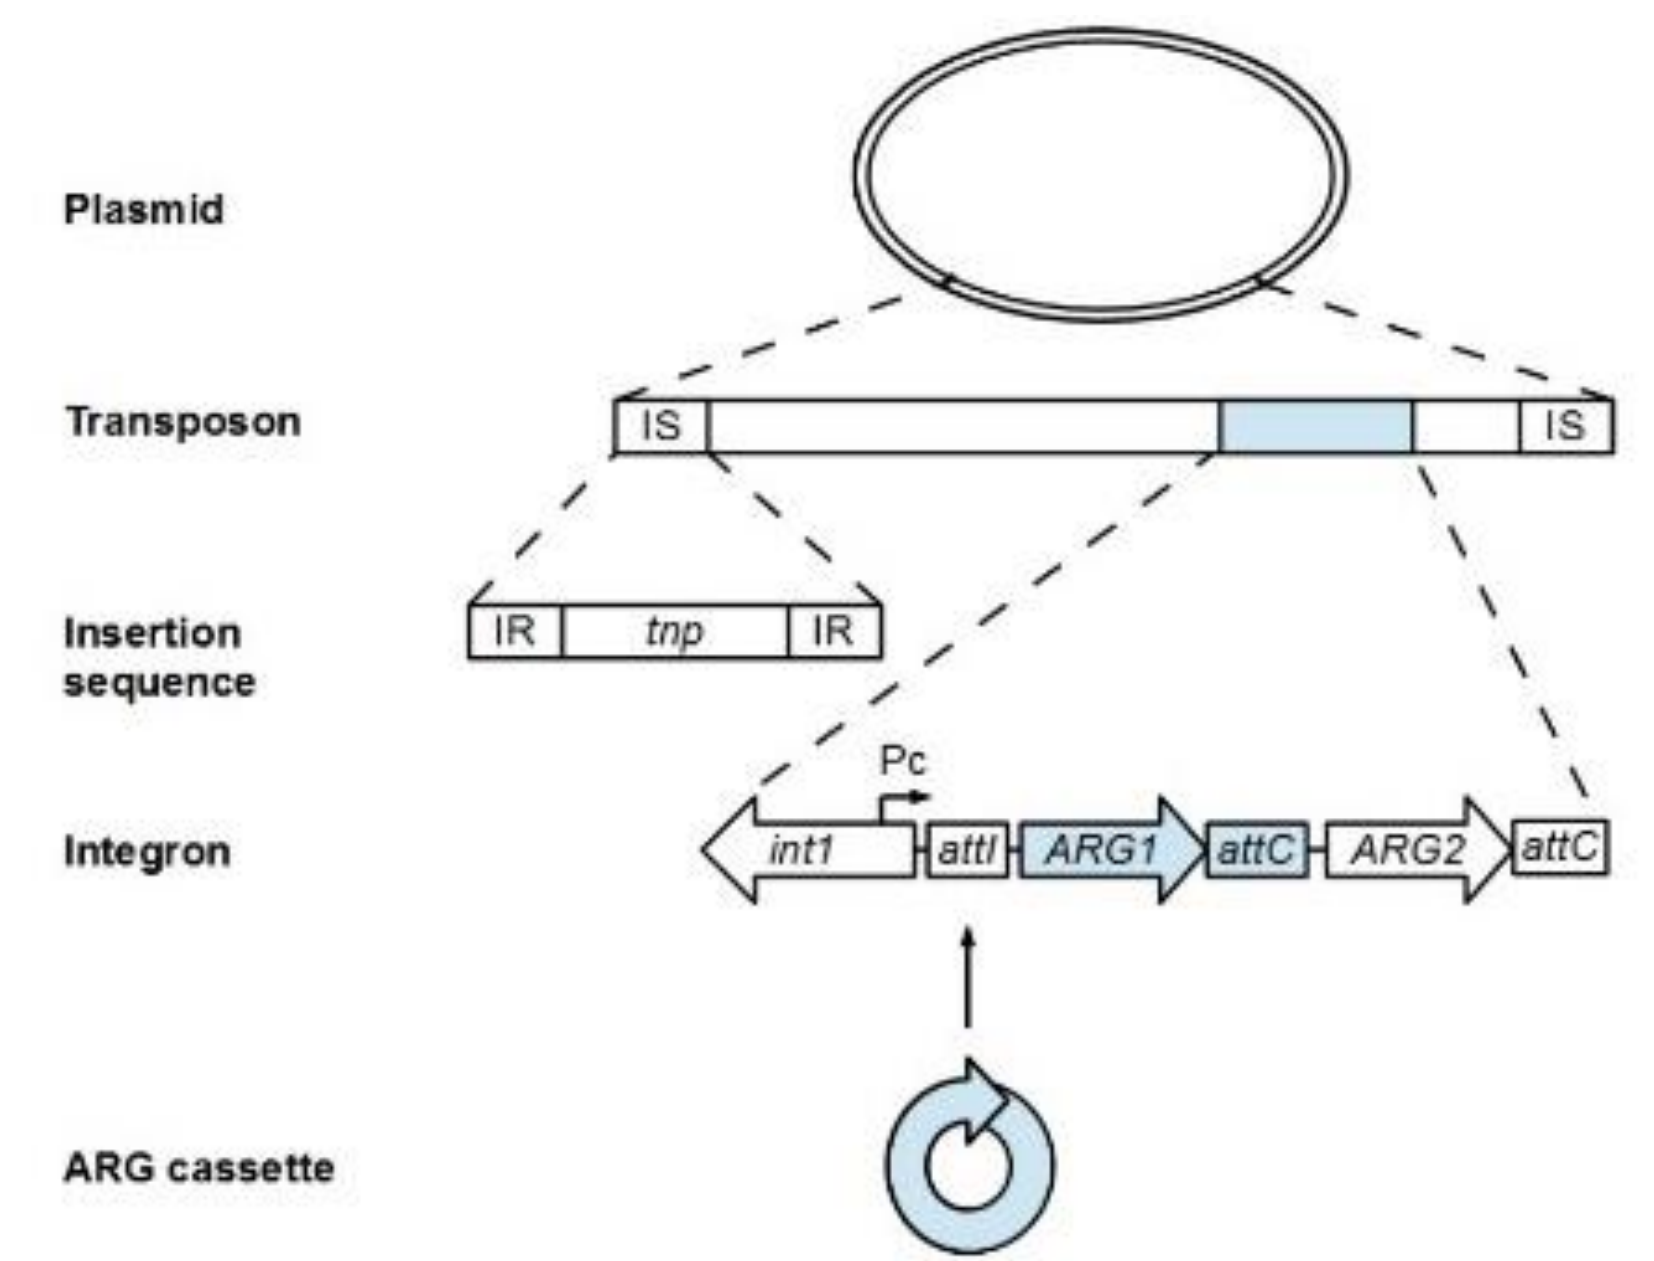 Plasmid
Transposon
IS
IS
Insertion
sequence
IR
tnp
IR
Pc
Integron
int1
attI
ARG1
attC
ARG2
attC
ARG cassette